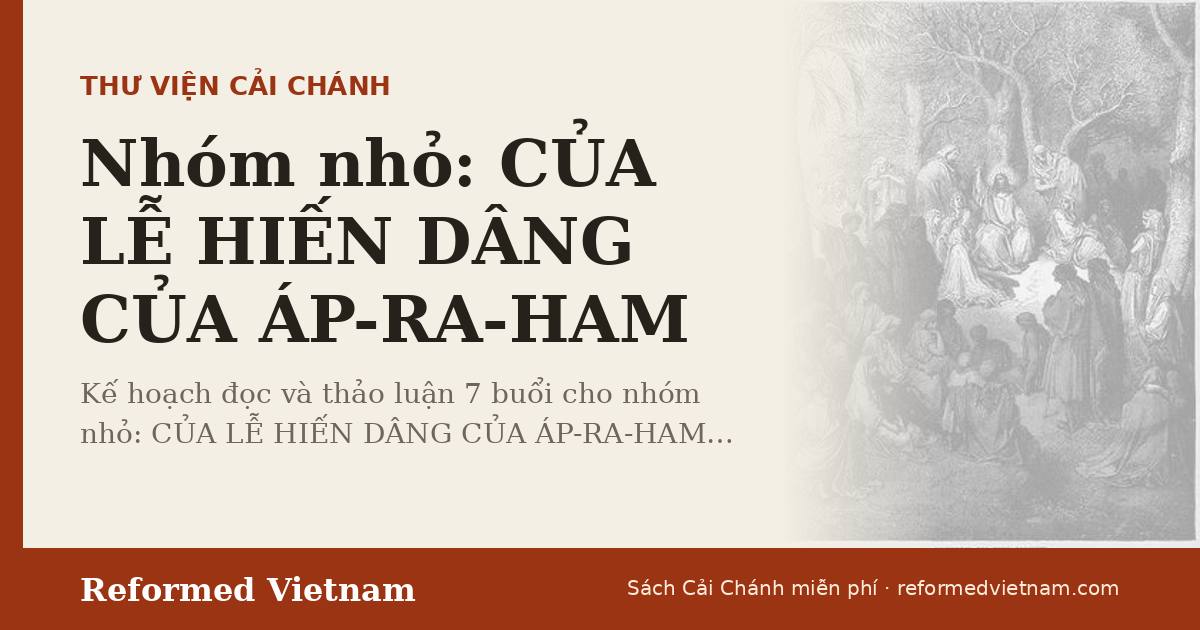 THƯ VIỆN CẢI CHÁNH
Nhóm nhỏ: CỦA
LỄ HIẾN DÂNG
CỦA ÁP-RA-HAM
Kế hoạch đọc và thảo luận 7 buổi cho nhóm
nhỏ: CỦA LỄ HIẾN DÂNG CỦA ÁP-RA-HAM…
Reformed Vietnam
Sách Cải Chánh miễn phí · reformedvietnam.com